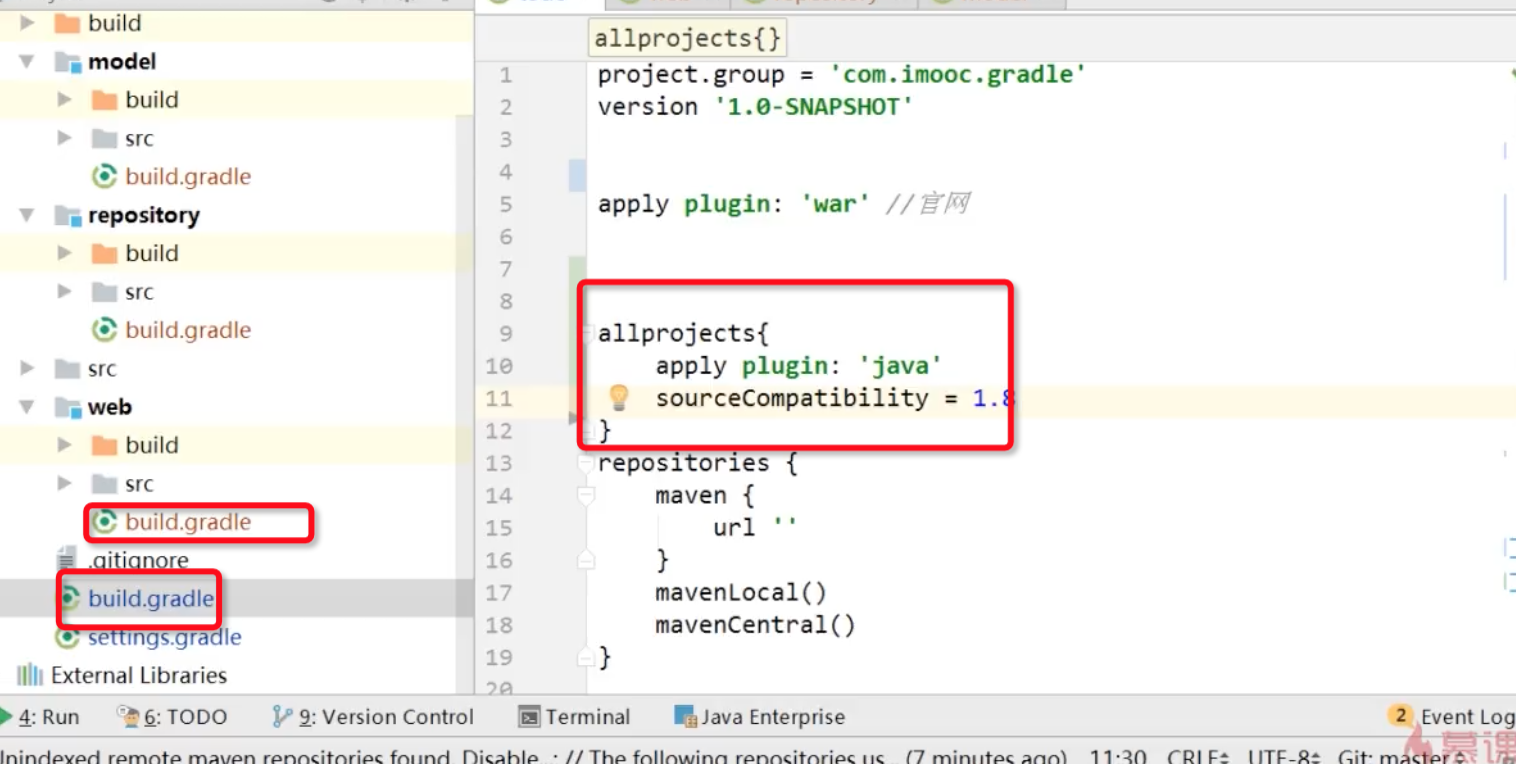 build
model
build
src
build.gradle
repository
build
src
build.gradle
src
web
build
src
build.gradle
.gitignore
build.gradle
settings.gradle
External Libraries
allprojects{}
1 project.group = 'com.imooc.gradle'
2 version '1.0-SNAPSHOT'
3
4
5 apply plugin: 'war' //官网
6
7
8
9 allprojects{
10 apply plugin: 'java'
11 sourceCompatibility = 1.8
12 }
13 repositories {
14 maven {
15 url ''
16 }
17 mavenLocal()
18 mavenCentral()
19 }
20
4: Run 6: TODO 9: Version Control Terminal Java Enterprise 2 Event Log
Unindexed remote maven repositories found. Disable...: // The following repositories us... (7 minutes ago) 11:30 CRLF UTF-8 Git: master
慕课